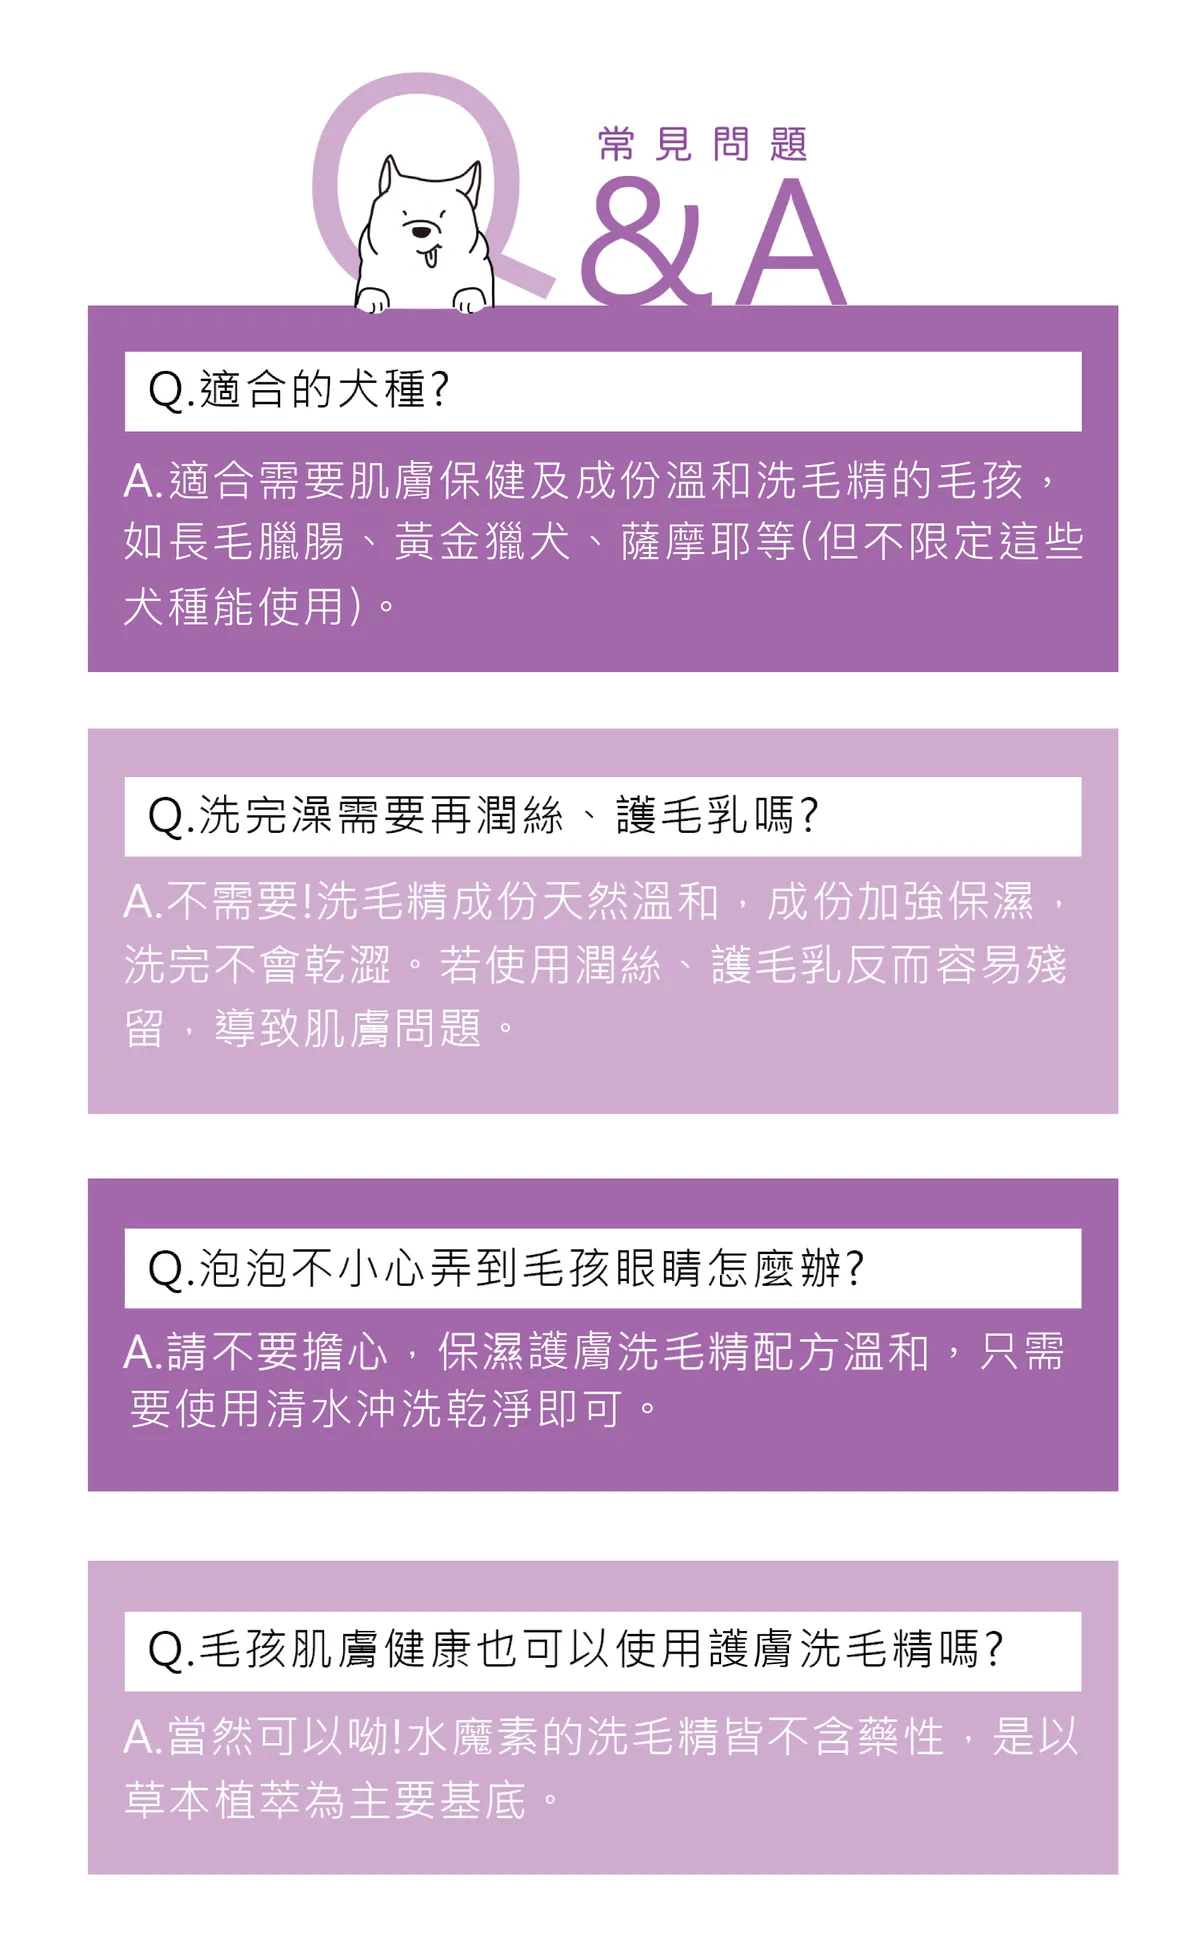 常見問題
Q&A
Q.適合的犬種?
A.適合需要肌膚保健及成份溫和洗毛精的毛孩，
如長毛臘腸、黃金獵犬、薩摩耶等(但不限定這些
犬種能使用)。
Q.洗完澡需要再潤絲、護毛乳嗎?
A.不需要!洗毛精成份天然溫和，成份加強保濕，
洗完不會乾澀。若使用潤絲、護毛乳反而容易殘
留，導致肌膚問題。
Q.泡泡不小心弄到毛孩眼睛怎麼辦?
A.請不要擔心，保濕護膚洗毛精配方溫和，只需
要使用清水沖洗乾淨即可。
Q.毛孩肌膚健康也可以使用護膚洗毛精嗎?
A.當然可以呦!水魔素的洗毛精皆不含藥性，是以
草本植萃為主要基底。